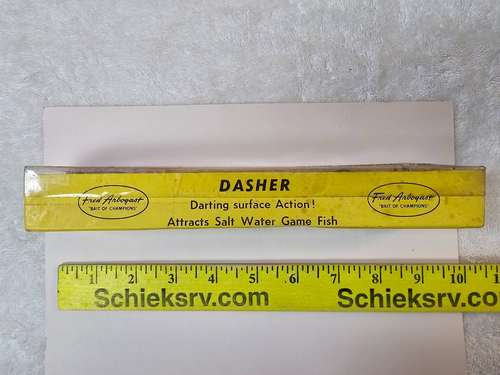 DASHER
Fred Arbogast
"BAIT OF CHAMPIONS"
Darting surface Action!
Attracts Salt Water Game Fish
Fred Arbogast
"BAIT OF CHAMPIONS"
1 2 3 4 5 6 7 8 9 10
Schieksrv.com Schieksrv.co